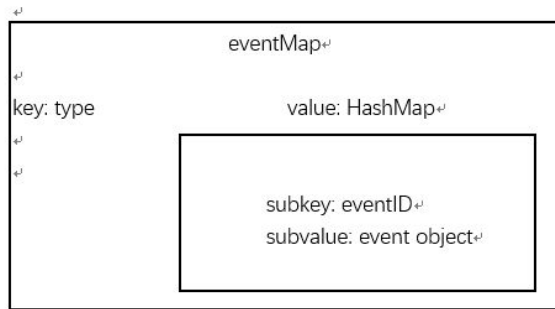 eventMap
key: type value: HashMap
subkey: eventID
subvalue: event object